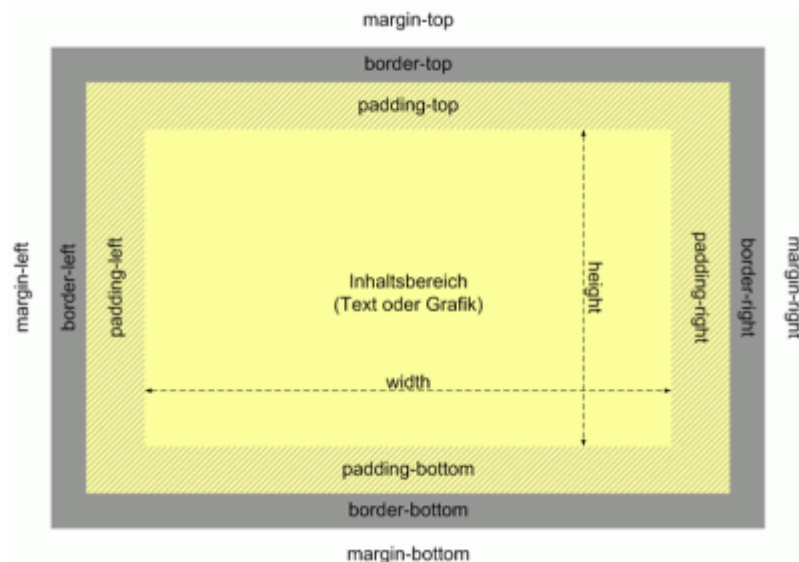 margin-top
border-top
padding-top
margin-left
border-left
padding-left
Inhaltsbereich
(Text oder Grafik)
height
padding-right
border-right
margin-right
width
padding-bottom
border-bottom
margin-bottom